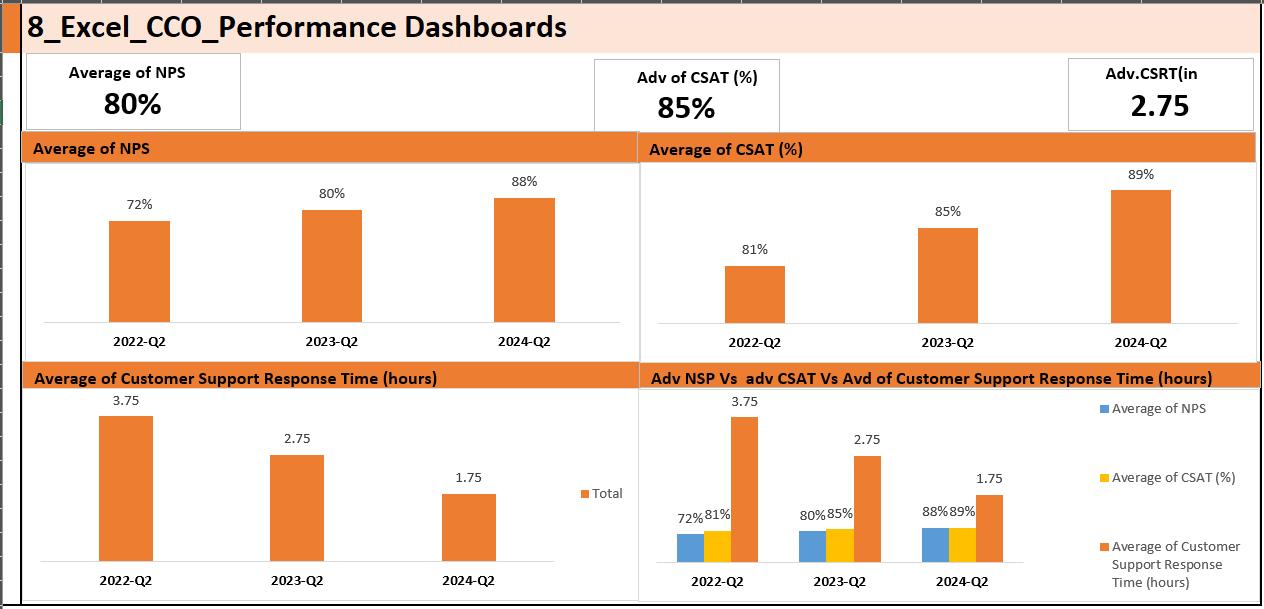 8_Excel_CCO_Performance Dashboards
Average of NPS
80%
Adv of CSAT (%)
85%
Adv.CSRT(in
2.75
Average of NPS
72%
80%
88%
2022-Q2
2023-Q2
2024-Q2
Average of CSAT (%)
81%
85%
89%
2022-Q2
2023-Q2
2024-Q2
Average of Customer Support Response Time (hours)
3.75
2.75
1.75
Total
2022-Q2
2023-Q2
2024-Q2
Adv NSP Vs  adv CSAT Vs Avd of Customer Support Response Time (hours)
3.75
2.75
1.75
72% 81%
80% 85%
88% 89%
2022-Q2
2023-Q2
2024-Q2
Average of NPS
Average of CSAT (%)
Average of Customer
Support Response
Time (hours)